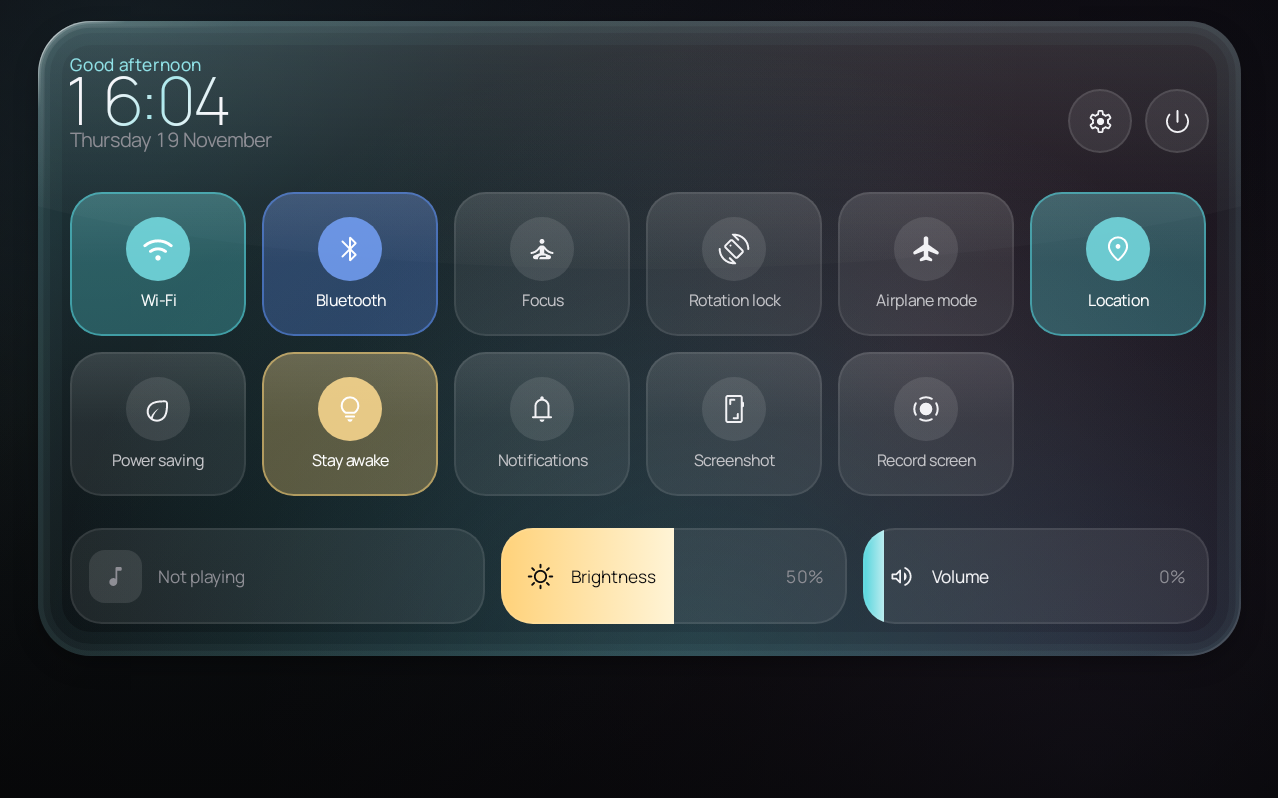 Good afternoon
16:04
Thursday 19 November
Wi-Fi
Bluetooth
Focus
Rotation lock
Airplane mode
Location
Power saving
Stay awake
Notifications
Screenshot
Record screen
Not playing
Brightness
50%
Volume
0%